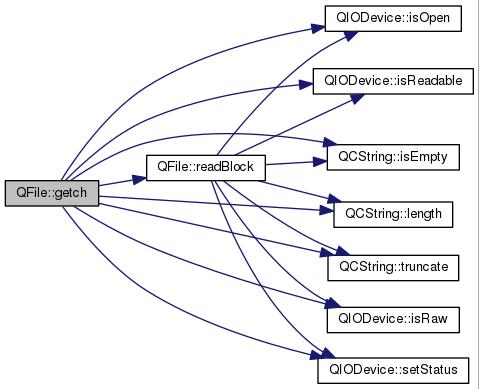 QIODevice::isOpen
QIODevice::isReadable
QCString::isEmpty
QFile::readBlock
QFile::getch
QCString::length
QCString::truncate
QIODevice::isRaw
QIODevice::setStatus